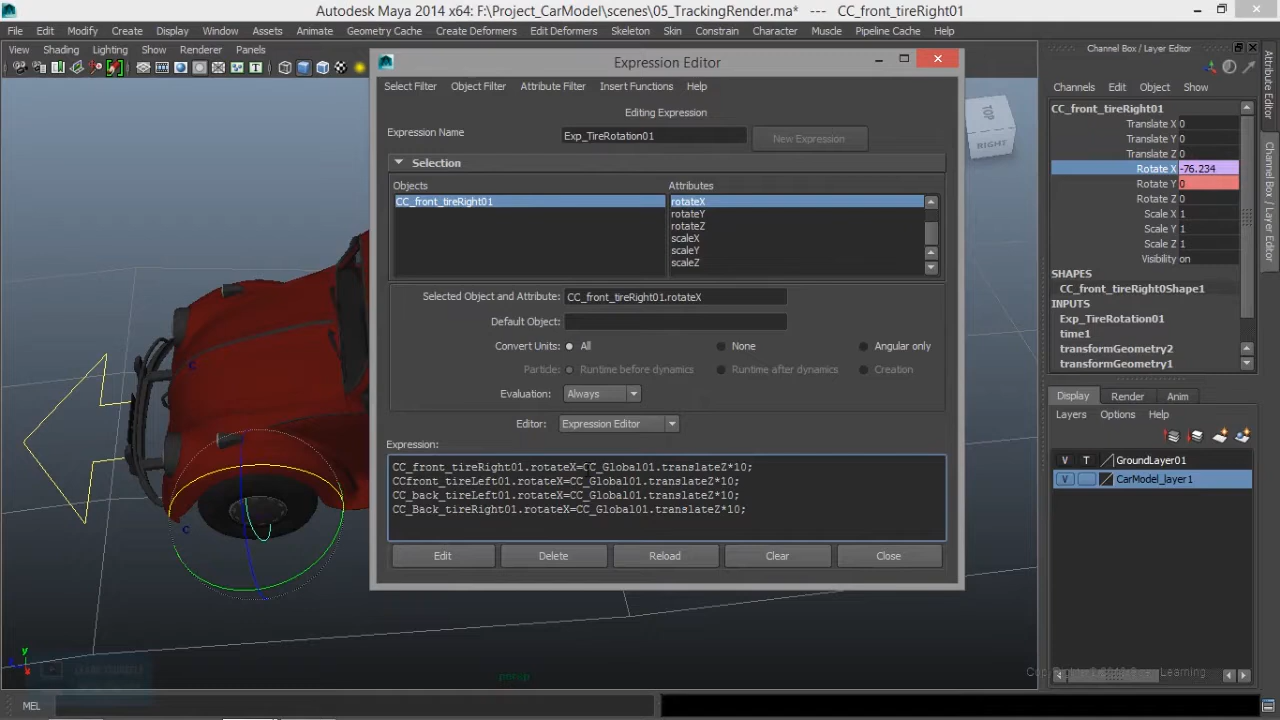 Autodesk Maya 2014 x64: F:\Project_CarModel\scenes\05_TrackingRender.ma* --- CC_front_tireRight01
File Edit Modify Create Display Window Assets Animate Geometry Cache Create Deformers Edit Deformers Skeleton Skin Constrain Character Muscle Pipeline Cache Help
View Shading Lighting Show Renderer Panels
TOP
RIGHT
Expression Editor
Select Filter Object Filter Attribute Filter Insert Functions Help
Editing Expression
Expression Name Exp_TireRotation01 New Expression
Selection
Objects Attributes
CC_front_tireRight01 rotateX
rotateY
rotateZ
scaleX
scaleY
scaleZ
Selected Object and Attribute: CC_front_tireRight01.rotateX
Default Object:
Convert Units: All None Angular only
Particle: Runtime before dynamics Runtime after dynamics Creation
Evaluation: Always
Editor: Expression Editor
Expression:
CC_front_tireRight01.rotateX=CC_Global01.translateZ*10;
CCfront_tireLeft01.rotateX=CC_Global01.translateZ*10;
CC_back_tireLeft01.rotateX=CC_Global01.translateZ*10;
CC_Back_tireRight01.rotateX=CC_Global01.translateZ*10;
Edit Delete Reload Clear Close
C
C
y
Channel Box / Layer Editor
Channels Edit Object Show
CC_front_tireRight01
Translate X 0
Translate Y 0
Translate Z 0
Rotate X -76.234
Rotate Y 0
Rotate Z 0
Scale X 1
Scale Y 1
Scale Z 1
Visibility on
SHAPES
CC_front_tireRight0Shape1
INPUTS
Exp_TireRotation01
time1
transformGeometry2
transformGeometry1
Display Render Anim
Layers Options Help
V T GroundLayer01
V CarModel_layer1
Attribute Editor
Channel Box / Layer Editor
persp
Learning
MEL